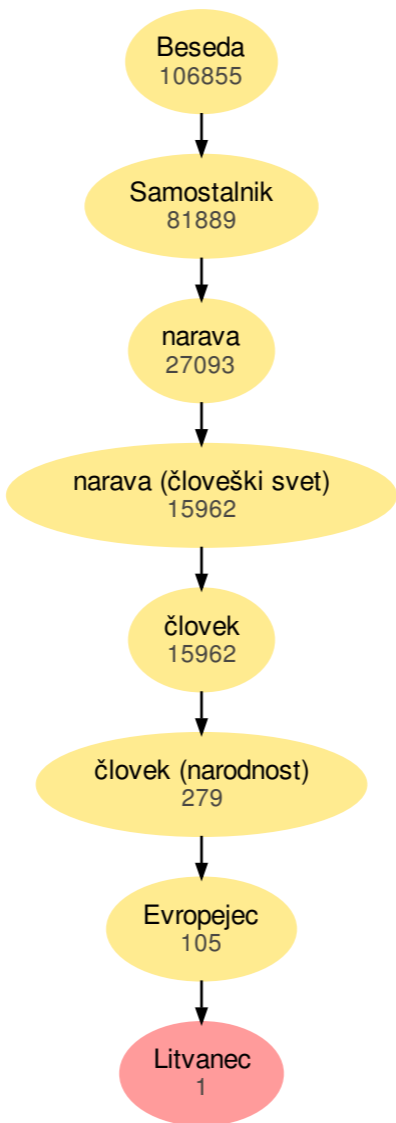 Beseda
106855
Samostalnik
81889
narava
27093
narava (človeški svet)
15962
človek
15962
človek (narodnost)
279
Evropejec
105
Litvanec
1